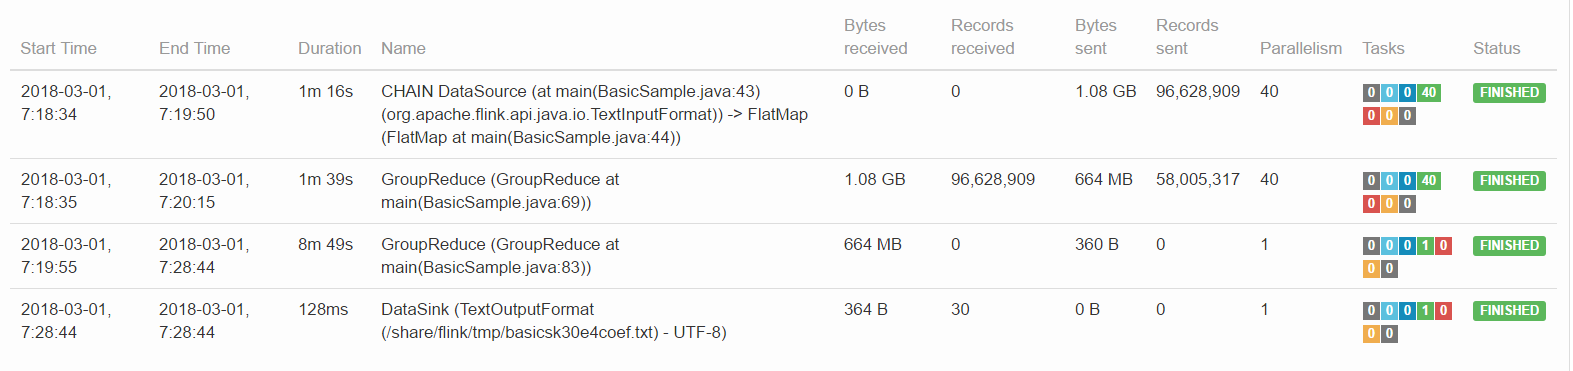 Start Time End Time Duration Name Bytes received Records received Bytes sent Records sent Parallelism Tasks Status
2018-03-01, 2018-03-01, 1m 16s CHAIN DataSource (at main(BasicSample.java:43) 0 B 0 1.08 GB 96,628,909 40 0 0 0 40 FINISHED
7:18:34 7:19:50 (org.apache.flink.api.java.io.TextInputFormat)) -> FlatMap 0 0 0
(FlatMap at main(BasicSample.java:44))
2018-03-01, 2018-03-01, 1m 39s GroupReduce (GroupReduce at 1.08 GB 96,628,909 664 MB 58,005,317 40 0 0 0 40 FINISHED
7:18:35 7:20:15 main(BasicSample.java:69)) 0 0 0
2018-03-01, 2018-03-01, 8m 49s GroupReduce (GroupReduce at 664 MB 0 360 B 0 1 0 0 0 1 0 FINISHED
7:19:55 7:28:44 main(BasicSample.java:83)) 0 0
2018-03-01, 2018-03-01, 128ms DataSink (TextOutputFormat 364 B 30 0 B 0 1 0 0 0 1 0 FINISHED
7:28:44 7:28:44 (/share/flink/tmp/basicsk30e4coef.txt) - UTF-8) 0 0